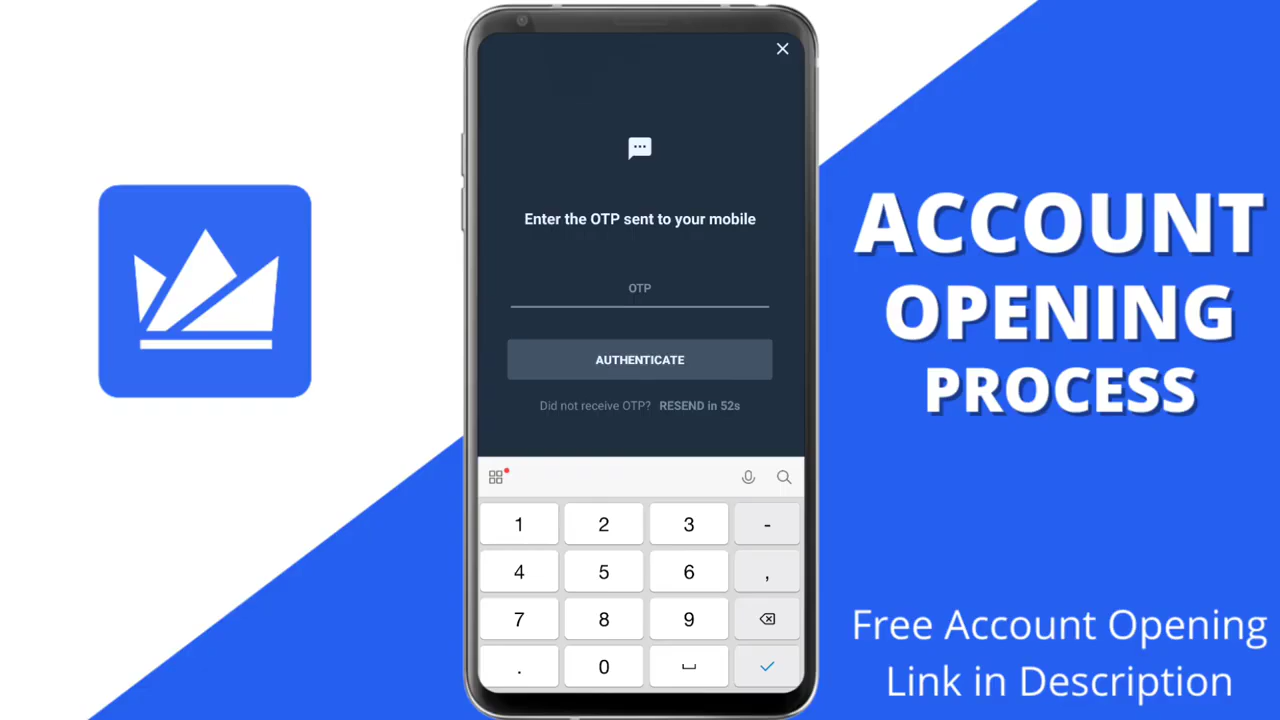 Enter the OTP sent to your mobile
OTP
AUTHENTICATE
Did not receive OTP? RESEND in 52s
1 2 3 -
4 5 6 ,
7 8 9
. 0
ACCOUNT
OPENING
PROCESS
Free Account Opening
Link in Description